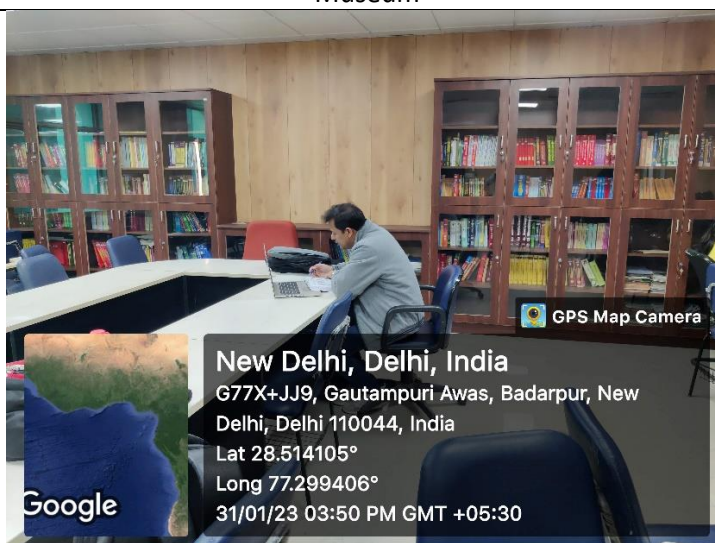 Museum
GPS Map Camera
New Delhi, Delhi, India
G77X+JJ9, Gautampuri Awas, Badarpur, New
Delhi, Delhi 110044, India
Lat 28.514105°
Long 77.299406°
31/01/23 03:50 PM GMT +05:30
Google